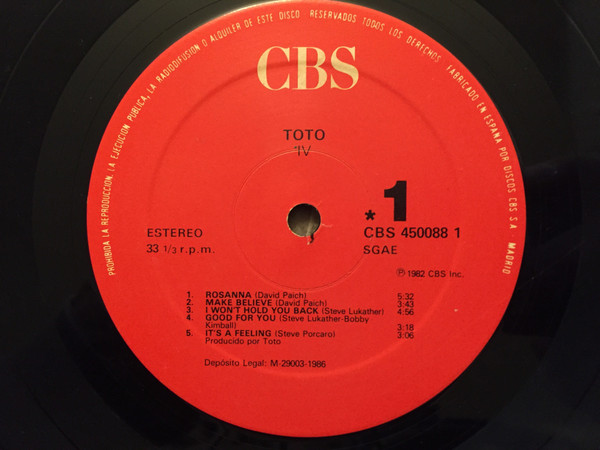 PROHIBIDA LA REPRODUCCION, LA EJECUCION PUBLICA, LA RADIODIFUSION O ALQUILER DE ESTE DISCO. RESERVADOS TODOS LOS DERECHOS. FABRICADO EN ESPAÑA POR DISCOS CBS S.A. - MADRID
CBS
TOTO
IV
* 1
ESTEREO
CBS 450088 1
33 1/3 r.p.m.
SGAE
℗ 1982 CBS Inc.
1. ROSANNA (David Paich) 5:32
2. MAKE BELIEVE (David Paich) 3:43
3. I WON'T HOLD YOU BACK (Steve Lukather) 4:56
4. GOOD FOR YOU (Steve Lukather-Bobby
Kimball) 3:18
5. IT'S A FEELING (Steve Porcaro) 3:06
Producido por Toto
Depósito Legal: M-29003-1986